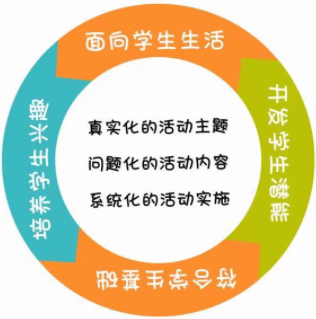 面向学生生活
开发学生潜能
符合学生基础
培养学生兴趣
真实化的活动主题
问题化的活动内容
系统化的活动实施